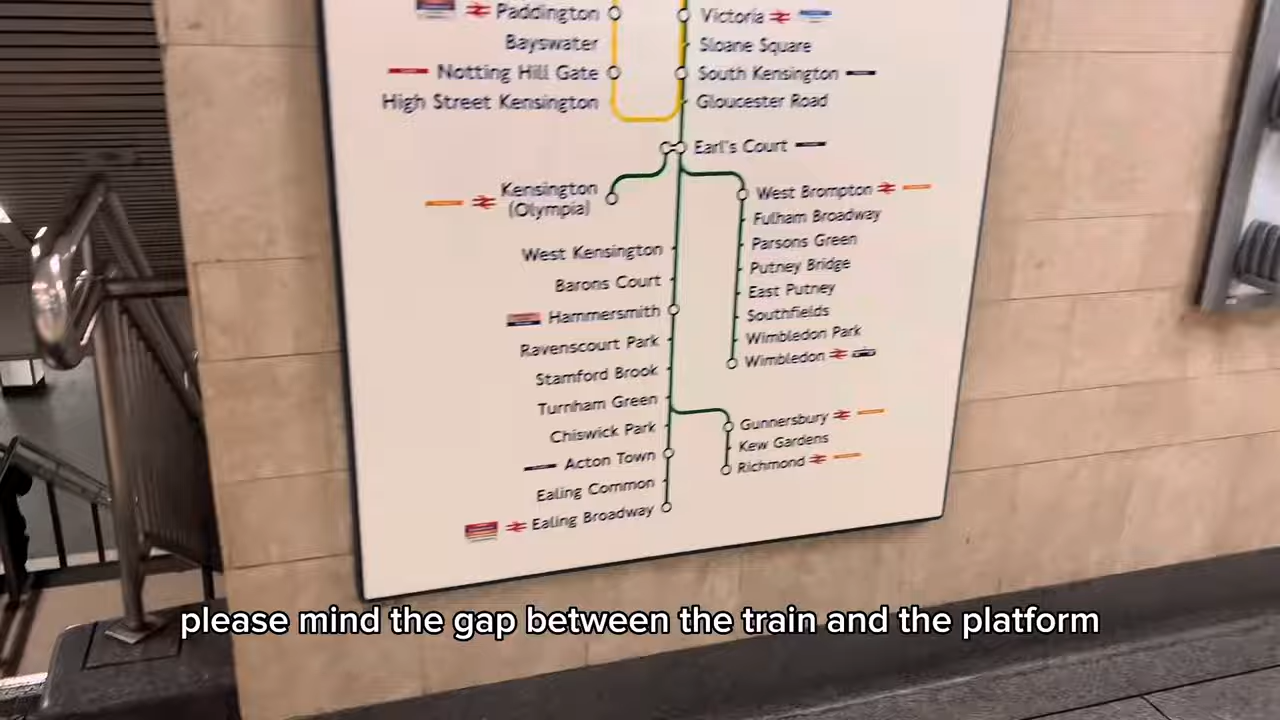 Paddington
Bayswater
Notting Hill Gate
High Street Kensington
Victoria
Sloane Square
South Kensington
Gloucester Road
Earl's Court
Kensington
(Olympia)
West Kensington
Barons Court
Hammersmith
Ravenscourt Park
Stamford Brook
Turnham Green
Chiswick Park
Acton Town
Ealing Common
Ealing Broadway
West Brompton
Fulham Broadway
Parsons Green
Putney Bridge
East Putney
Southfields
Wimbledon Park
Wimbledon
Gunnersbury
Kew Gardens
Richmond
please mind the gap between the train and the platform